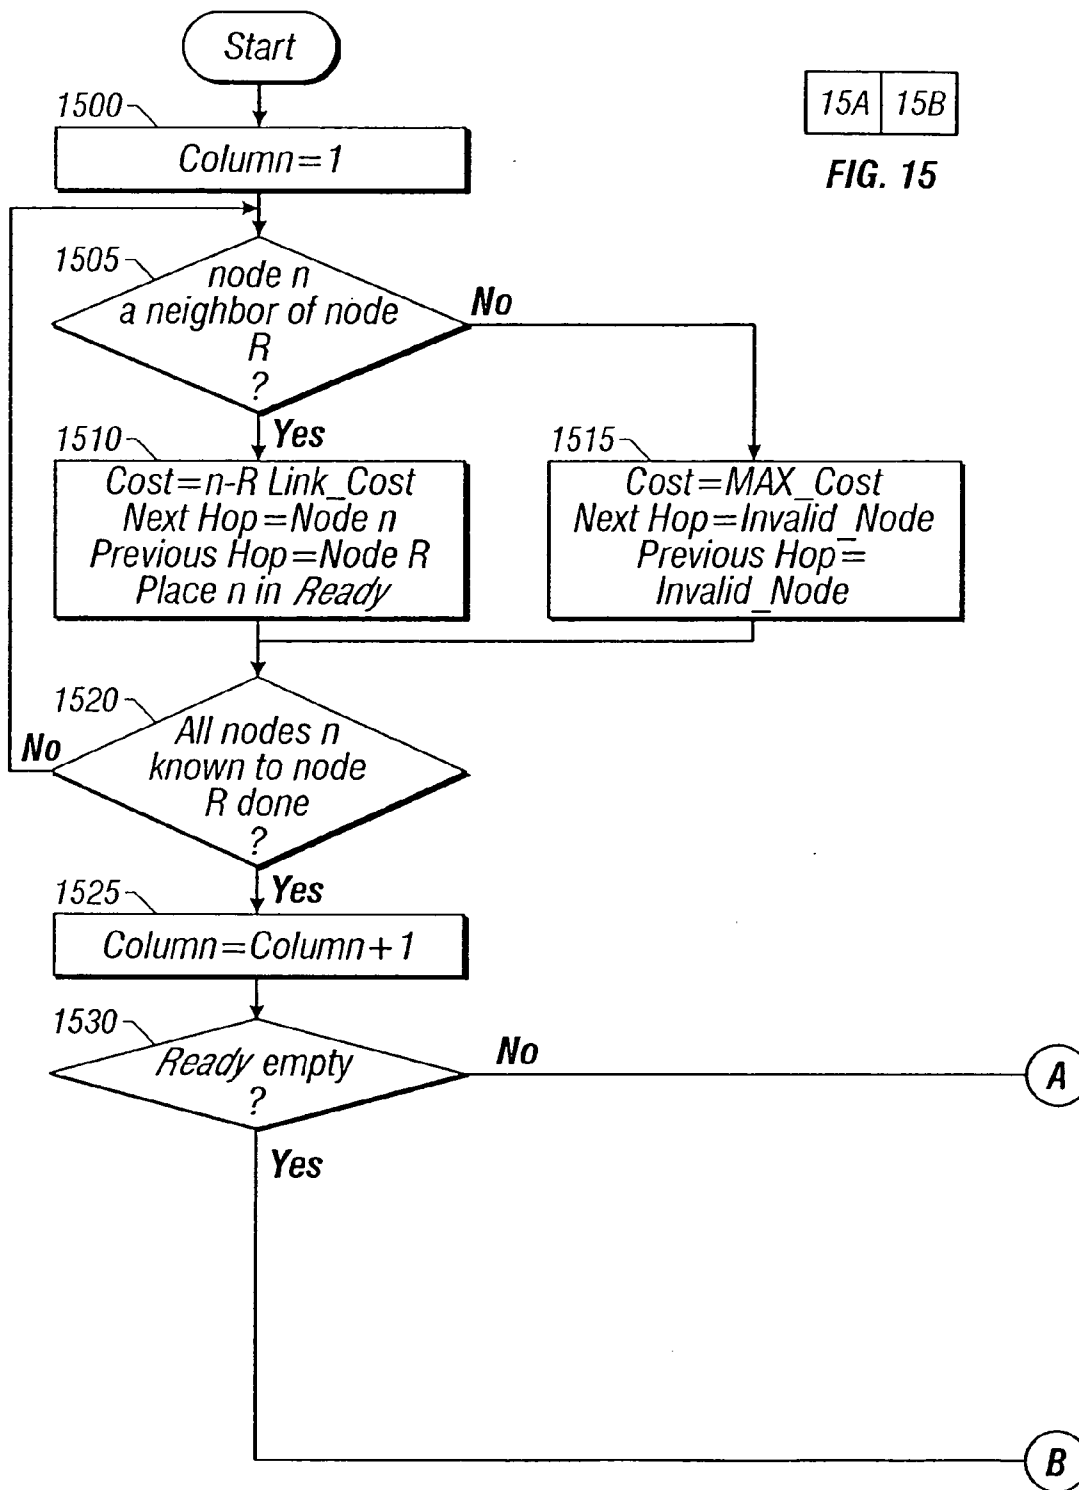 Start
15A 15B
FIG. 15
1500
Column=1
1505
node n
a neighbor of node
R
?
No
Yes
1510
Cost=n-R Link_Cost
Next Hop=Node n
Previous Hop=Node R
Place n in Ready
1515
Cost=MAX_Cost
Next Hop=Invalid_Node
Previous Hop=
Invalid_Node
1520
All nodes n
known to node
R done
?
No
Yes
1525
Column=Column+1
1530
Ready empty
?
No
A
Yes
B